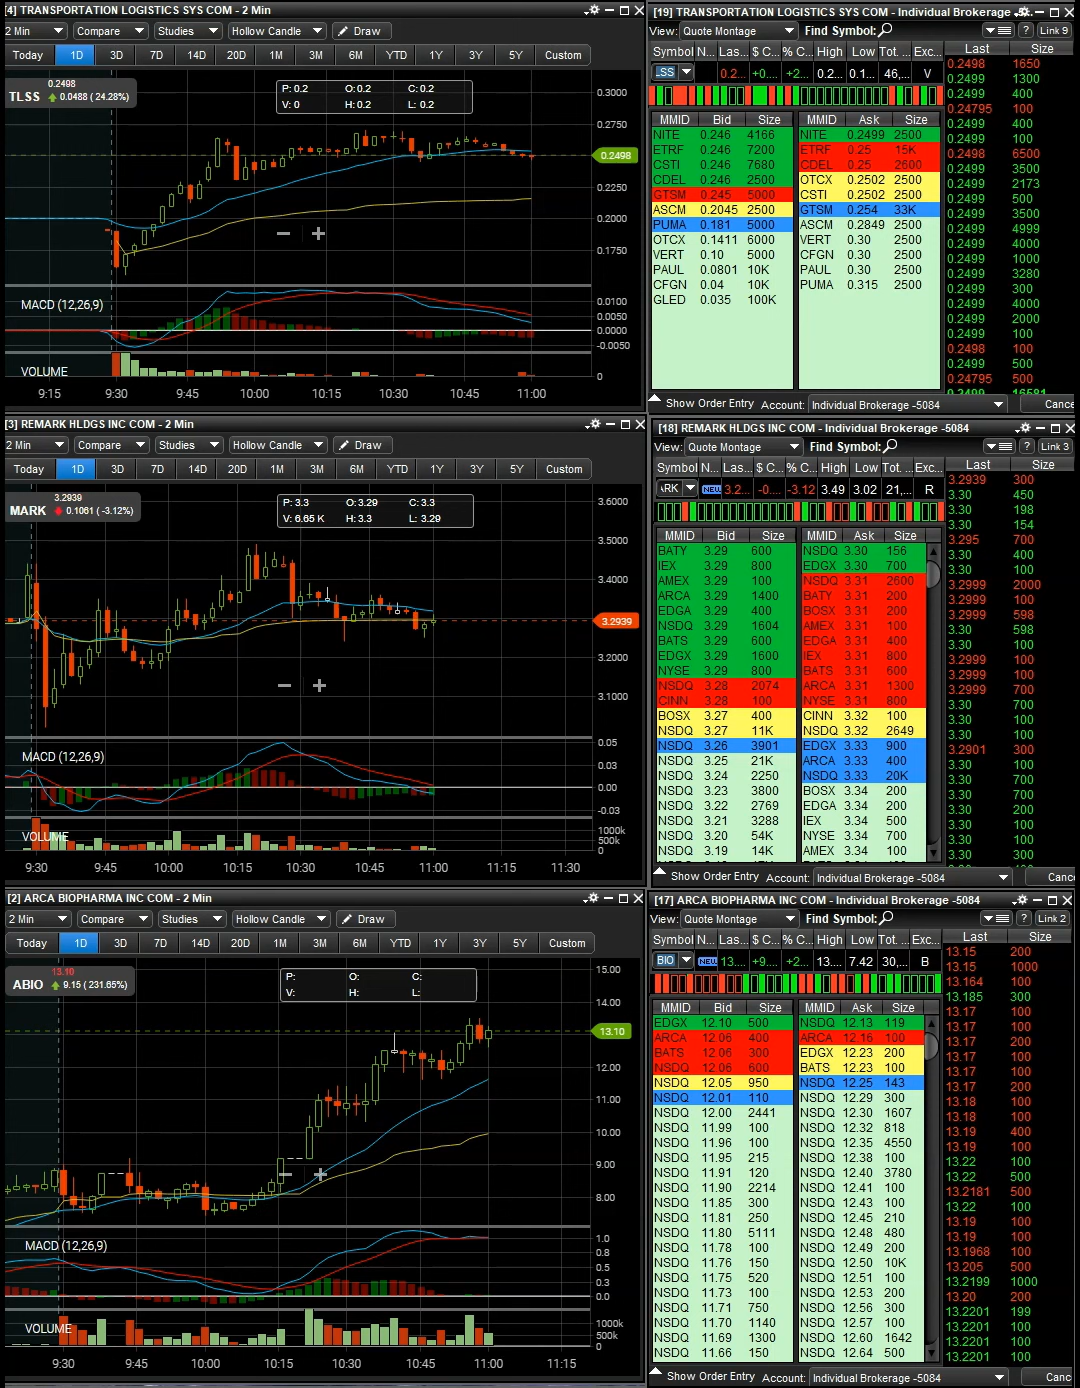 [4] TRANSPORTATION LOGISTICS SYS COM - 2 Min
2 Min Compare Studies Hollow Candle Draw
Today 1D 3D 7D 14D 20D 1M 3M 6M YTD 1Y 3Y 5Y Custom
TLSS 0.2498 0.0488 ( 24.28%)
P: 0.2 O: 0.2 C: 0.2
V: 0 H: 0.2 L: 0.2
0.3000
0.2750
0.2498
0.2250
0.2000
0.1750
MACD (12,26,9)
0.0100
0.0050
0.0000
-0.0050
VOLUME
0
9:15 9:30 9:45 10:00 10:15 10:30 10:45 11:00
[19] TRANSPORTATION LOGISTICS SYS COM - Individual Brokerage
View: Quote Montage Find Symbol: ? Link 9
Symbol N... Las... $ C... % C... High Low Tot. ... Exc...
LSS 0.2... +0.... +2... 0.2... 0.1... 46,... V
MMID Bid Size MMID Ask Size
NITE 0.246 4166 NITE 0.2499 2500
ETRF 0.246 7200 ETRF 0.25 15K
CSTI 0.246 7680 CDEL 0.25 2600
CDEL 0.246 2500 OTCX 0.2502 2500
GTSM 0.245 5000 CSTI 0.2502 2500
ASCM 0.2045 2500 GTSM 0.254 33K
PUMA 0.181 5000 ASCM 0.2849 2500
OTCX 0.1411 6000 VERT 0.30 2500
VERT 0.10 5000 CFGN 0.30 2500
PAUL 0.0801 10K PAUL 0.30 2500
CFGN 0.04 10K PUMA 0.315 2500
GLED 0.035 100K
Last Size
0.2498 1650
0.2499 1300
0.2499 400
0.24795 100
0.2499 400
0.2499 100
0.2498 6500
0.2499 3500
0.2499 2173
0.2499 500
0.2499 3500
0.2499 4999
0.2499 4000
0.2499 1000
0.2499 3280
0.2499 300
0.2499 4000
0.2499 2000
0.2499 100
0.2498 100
0.2499 500
0.24795 500
0.2499 16581
Show Order Entry Account: Individual Brokerage -5084 Cance
[3] REMARK HLDGS INC COM - 2 Min
2 Min Compare Studies Hollow Candle Draw
Today 1D 3D 7D 14D 20D 1M 3M 6M YTD 1Y 3Y 5Y Custom
MARK 3.2939 0.1061 ( -3.12%)
P: 3.3 O: 3.29 C: 3.3
V: 6.65 K H: 3.3 L: 3.29
3.6000
3.5000
3.4000
3.2939
3.2000
3.1000
MACD (12,26,9)
0.05
0.03
0.00
-0.03
VOLUME
1000k
500k
0
9:30 9:45 10:00 10:15 10:30 10:45 11:00 11:15 11:30
[18] REMARK HLDGS INC COM - Individual Brokerage -5084
View: Quote Montage Find Symbol: ? Link 3
Symbol N... Las... $ C... % C... High Low Tot. ... Exc...
ARK NEW 3.2... -0.... -3.12 3.49 3.02 21,... R
MMID Bid Size MMID Ask Size
BATY 3.29 600 NSDQ 3.30 156
IEX 3.29 800 EDGX 3.30 700
AMEX 3.29 100 NSDQ 3.31 2600
ARCA 3.29 1400 BATY 3.31 200
EDGA 3.29 400 BOSX 3.31 200
NSDQ 3.29 1604 AMEX 3.31 100
BATS 3.29 600 EDGA 3.31 400
EDGX 3.29 1600 IEX 3.31 800
NYSE 3.29 800 BATS 3.31 600
NSDQ 3.28 2074 ARCA 3.31 1300
CINN 3.28 100 NYSE 3.31 800
BOSX 3.27 400 CINN 3.32 100
NSDQ 3.27 11K NSDQ 3.32 2649
NSDQ 3.26 3901 EDGX 3.33 900
NSDQ 3.25 21K ARCA 3.33 400
NSDQ 3.24 2250 NSDQ 3.33 20K
NSDQ 3.23 3800 BOSX 3.34 200
NSDQ 3.22 2769 EDGA 3.34 200
NSDQ 3.21 3288 IEX 3.34 500
NSDQ 3.20 54K NYSE 3.34 700
NSDQ 3.19 14K AMEX 3.34 100
Last Size
3.2939 300
3.30 450
3.30 198
3.30 154
3.295 700
3.30 400
3.30 100
3.2999 2000
3.2999 100
3.2999 598
3.30 598
3.30 100
3.2999 100
3.2999 100
3.2999 700
3.30 700
3.30 100
3.30 100
3.2901 300
3.30 100
3.30 700
3.30 100
3.30 200
3.30 100
3.30 100
3.30 300
Show Order Entry Account: Individual Brokerage -5084 Canc
[2] ARCA BIOPHARMA INC COM - 2 Min
2 Min Compare Studies Hollow Candle Draw
Today 1D 3D 7D 14D 20D 1M 3M 6M YTD 1Y 3Y 5Y Custom
ABIO 13.10 9.15 ( 231.65%)
P: O: C:
V: H: L:
15.00
14.00
13.10
12.00
11.00
10.00
9.00
8.00
MACD (12,26,9)
1.0
0.8
0.5
0.3
0.0
VOLUME
1000k
500k
0
9:30 9:45 10:00 10:15 10:30 10:45 11:00 11:15
[17] ARCA BIOPHARMA INC COM - Individual Brokerage -5084
View: Quote Montage Find Symbol: ? Link 2
Symbol N... Las... $ C... % C... High Low Tot. ... Exc...
BIO NEW 13.... +9.... +2... 13.... 7.42 30,... B
MMID Bid Size MMID Ask Size
EDGX 12.10 500 NSDQ 12.13 119
ARCA 12.06 400 ARCA 12.16 100
BATS 12.06 300 EDGX 12.23 200
NSDQ 12.06 600 BATS 12.23 100
NSDQ 12.05 950 NSDQ 12.25 143
NSDQ 12.01 110 NSDQ 12.29 300
NSDQ 12.00 2441 NSDQ 12.30 1607
NSDQ 11.99 100 NSDQ 12.32 818
NSDQ 11.96 100 NSDQ 12.35 4550
NSDQ 11.95 215 NSDQ 12.38 100
NSDQ 11.91 120 NSDQ 12.40 3780
NSDQ 11.90 2214 NSDQ 12.41 100
NSDQ 11.85 300 NSDQ 12.43 100
NSDQ 11.81 250 NSDQ 12.45 210
NSDQ 11.80 5111 NSDQ 12.48 480
NSDQ 11.78 100 NSDQ 12.49 200
NSDQ 11.76 150 NSDQ 12.50 10K
NSDQ 11.75 520 NSDQ 12.51 100
NSDQ 11.73 100 NSDQ 12.53 200
NSDQ 11.71 750 NSDQ 12.56 300
NSDQ 11.70 1140 NSDQ 12.57 100
NSDQ 11.69 1300 NSDQ 12.60 1642
NSDQ 11.66 150 NSDQ 12.64 500
Last Size
13.15 200
13.15 1000
13.164 100
13.185 300
13.17 100
13.17 100
13.17 200
13.17 100
13.17 100
13.17 200
13.18 100
13.18 100
13.19 400
13.19 100
13.22 100
13.22 500
13.2181 500
13.22 100
13.19 100
13.19 100
13.1968 100
13.205 500
13.2199 1000
13.20 200
13.2201 199
13.2201 100
13.2201 100
13.2201 100
Show Order Entry Account: Individual Brokerage -5084 Canc